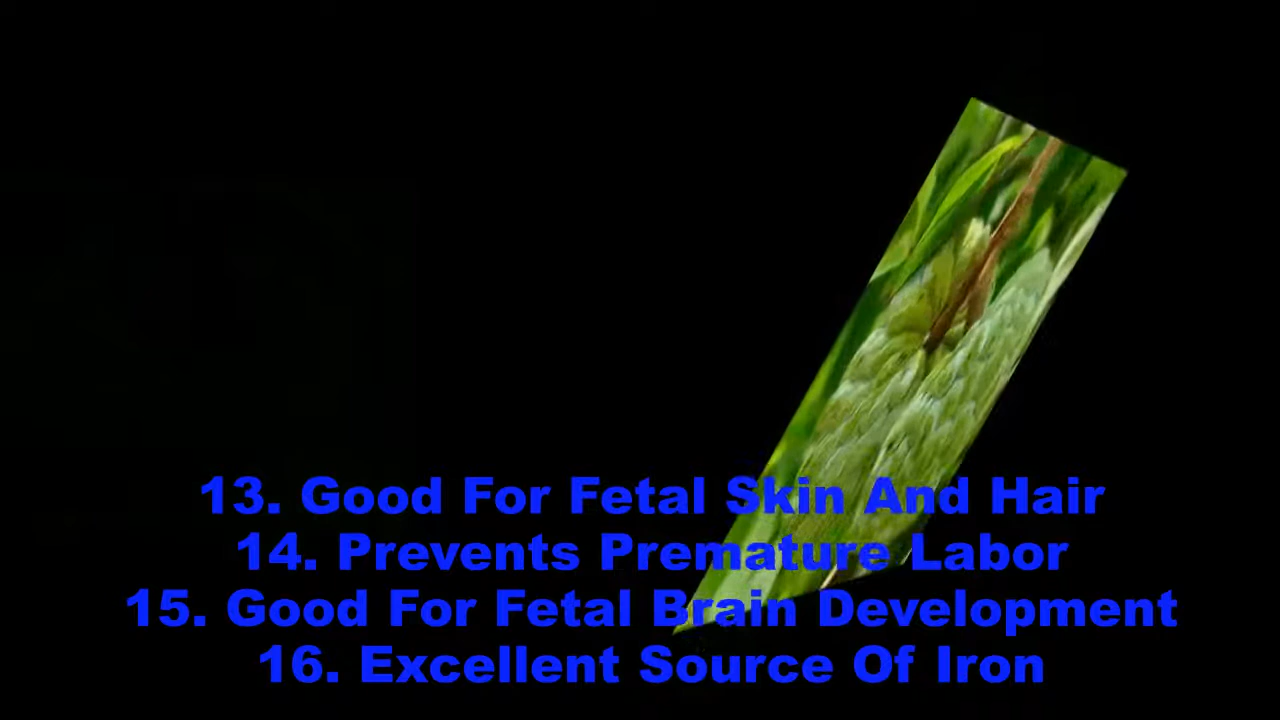 13. Good For Fetal Skin And Hair
14. Prevents Premature Labor
15. Good For Fetal Brain Development
16. Excellent Source Of Iron